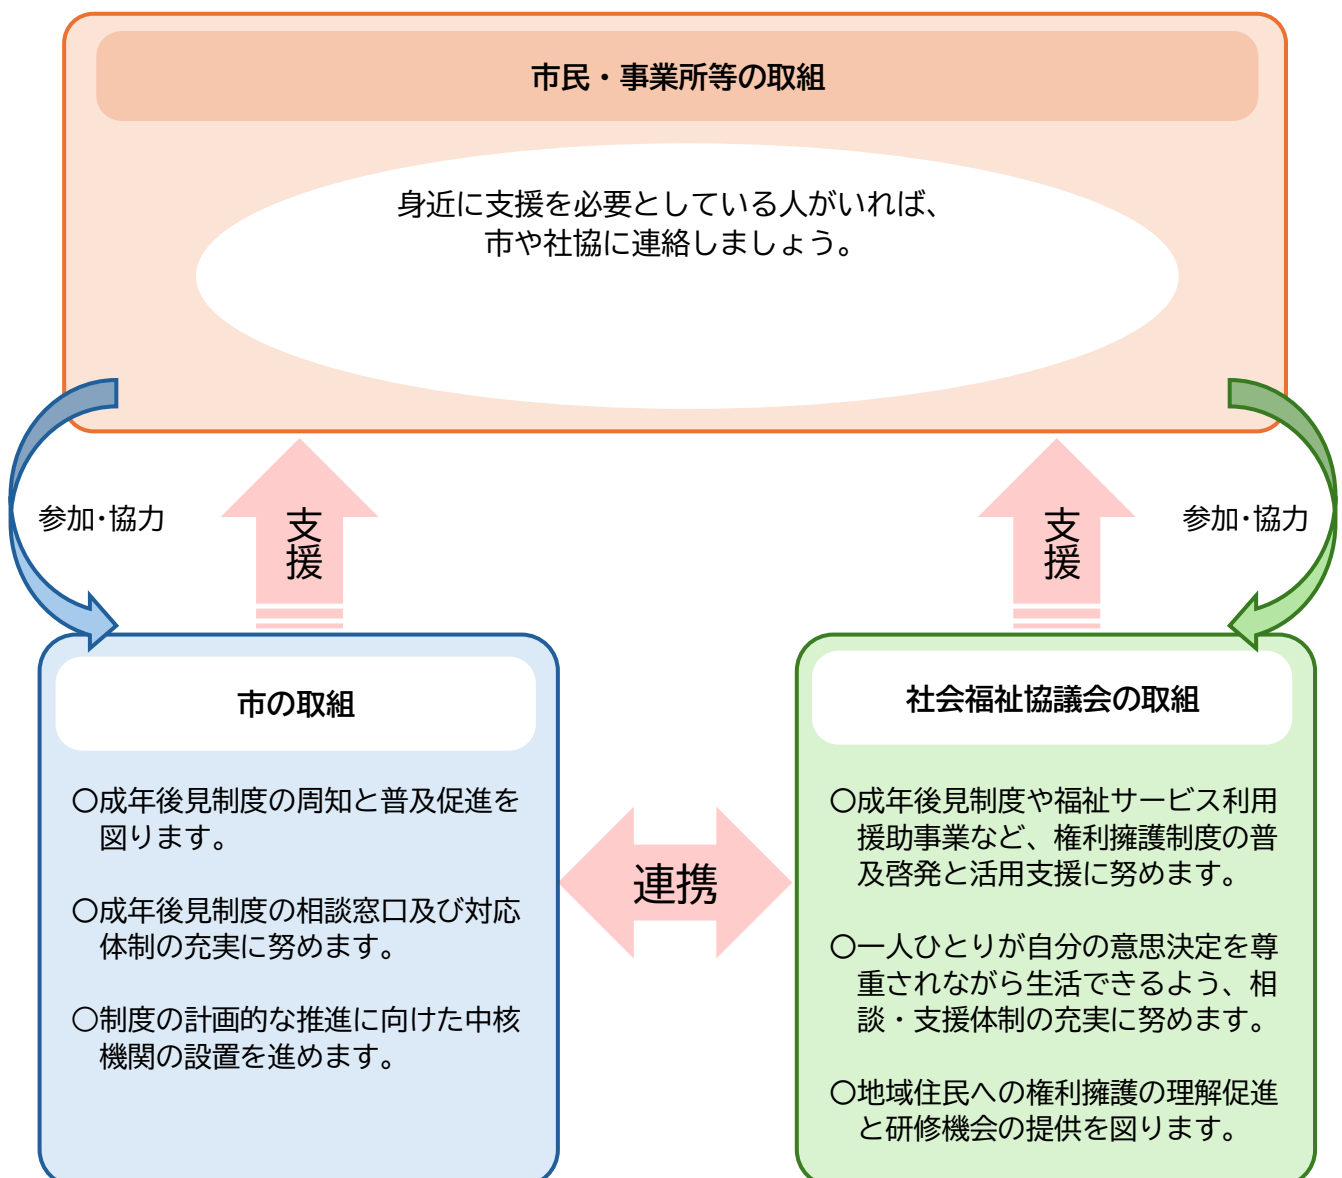 市民・事業所等の取組
身近に支援を必要としている人がいれば、
市や社協に連絡しましょう。
参加･協力
支援
支援
参加･協力
市の取組
〇成年後見制度の周知と普及促進を
図ります。
〇成年後見制度の相談窓口及び対応
体制の充実に努めます。
〇制度の計画的な推進に向けた中核
機関の設置を進めます。
連携
社会福祉協議会の取組
〇成年後見制度や福祉サービス利用
援助事業など、権利擁護制度の普
及啓発と活用支援に努めます。
〇一人ひとりが自分の意思決定を尊
重されながら生活できるよう、相
談・支援体制の充実に努めます。
〇地域住民への権利擁護の理解促進
と研修機会の提供を図ります。